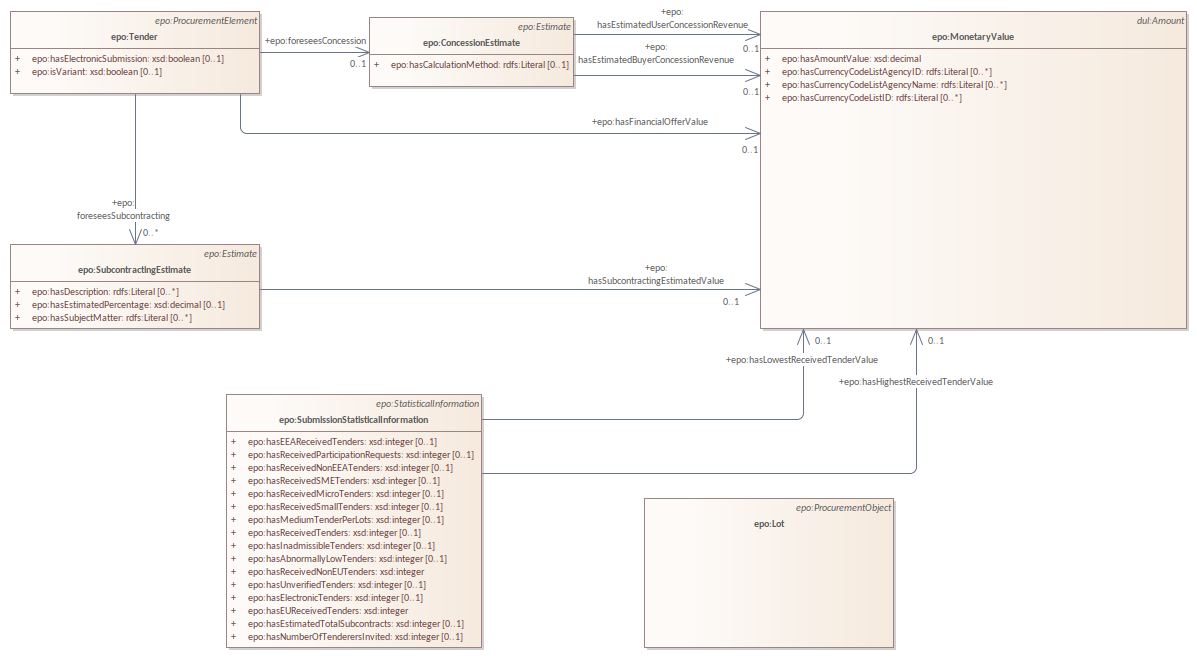 epo:ProcurementElement
epo:Tender
+ epo:hasElectronicSubmission: xsd:boolean [0..1]
+ epo:isVariant: xsd:boolean [0..1]
+epo:foreseesConcession
0..1
epo:Estimate
epo:ConcessionEstimate
+ epo:hasCalculationMethod: rdfs:Literal [0..1]
+epo:
hasEstimatedUserConcessionRevenue
0..1
+epo:
hasEstimatedBuyerConcessionRevenue
0..1
dul:Amount
epo:MonetaryValue
+ epo:hasAmountValue: xsd:decimal
+ epo:hasCurrencyCodeListAgencyID: rdfs:Literal [0..*]
+ epo:hasCurrencyCodeListAgencyName: rdfs:Literal [0..*]
+ epo:hasCurrencyCodeListID: rdfs:Literal [0..*]
+epo:hasFinancialOfferValue
0..1
+epo:
foreseesSubcontracting
0..*
epo:Estimate
epo:SubcontractingEstimate
+ epo:hasDescription: rdfs:Literal [0..*]
+ epo:hasEstimatedPercentage: xsd:decimal [0..1]
+ epo:hasSubjectMatter: rdfs:Literal [0..*]
+epo:
hasSubcontractingEstimatedValue
0..1
0..1
+epo:hasLowestReceivedTenderValue
0..1
+epo:hasHighestReceivedTenderValue
epo:StatisticalInformation
epo:SubmissionStatisticalInformation
+ epo:hasEEAReceivedTenders: xsd:integer [0..1]
+ epo:hasReceivedParticipationRequests: xsd:integer [0..1]
+ epo:hasReceivedNonEEATenders: xsd:integer [0..1]
+ epo:hasReceivedSMETenders: xsd:integer [0..1]
+ epo:hasReceivedMicroTenders: xsd:integer [0..1]
+ epo:hasReceivedSmallTenders: xsd:integer [0..1]
+ epo:hasMediumTenderPerLots: xsd:integer [0..1]
+ epo:hasReceivedTenders: xsd:integer [0..1]
+ epo:hasInadmissibleTenders: xsd:integer [0..1]
+ epo:hasAbnormallyLowTenders: xsd:integer [0..1]
+ epo:hasReceivedNonEUTenders: xsd:integer
+ epo:hasUnverifiedTenders: xsd:integer [0..1]
+ epo:hasElectronicTenders: xsd:integer [0..1]
+ epo:hasEUReceivedTenders: xsd:integer
+ epo:hasEstimatedTotalSubcontracts: xsd:integer [0..1]
+ epo:hasNumberOfTenderersInvited: xsd:integer [0..1]
epo:ProcurementObject
epo:Lot